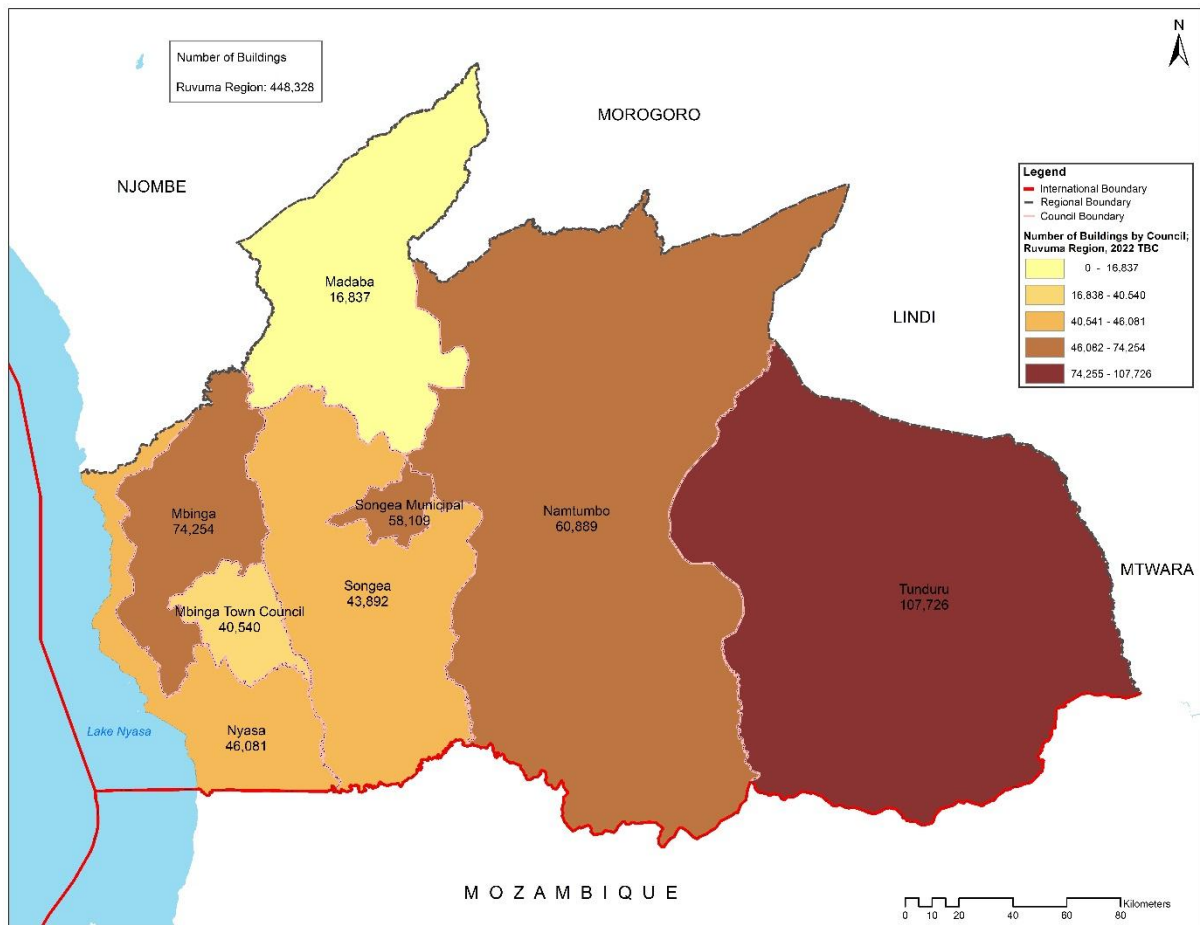 Number of Buildings
Ruvuma Region: 448,328
N
MOROGORO
NJOMBE
Legend
International Boundary
Regional Boundary
Council Boundary
Number of Buildings by Council;
Ruvuma Region, 2022 TBC
0 - 16,837
16,838 - 40,540
40,541 - 46,081
46,082 - 74,254
74,255 - 107,726
Madaba
16,837
LINDI
Mbinga
74,254
Songea Municipal
58,109
Namtumbo
60,889
MTWARA
Songea
43,892
Tunduru
107,726
Mbinga Town Council
40,540
Lake Nyasa
Nyasa
46,081
MOZAMBIQUE
Kilometers
0 10 20 40 60 80